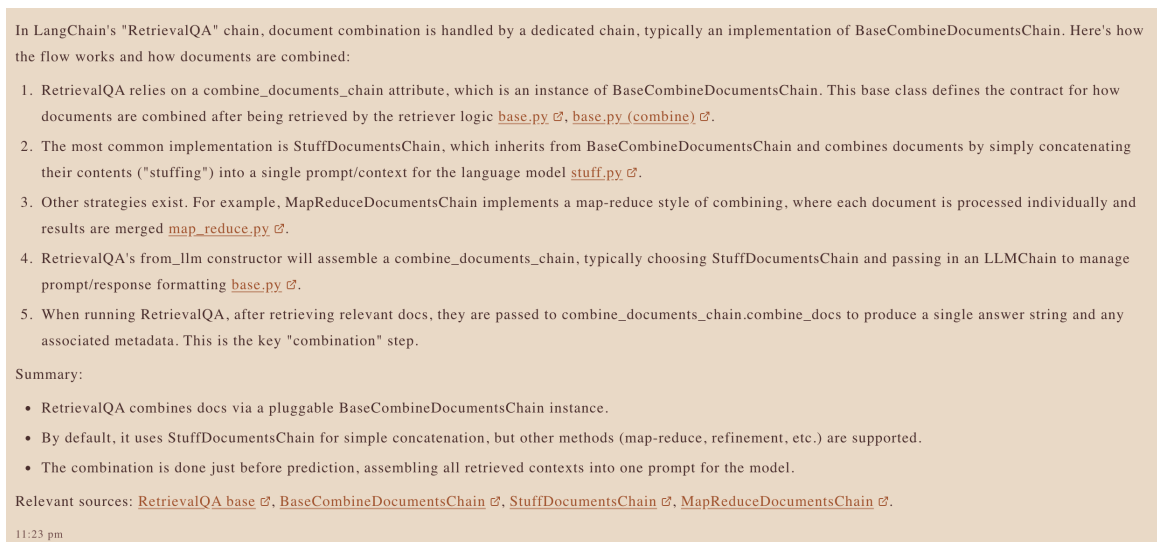 In LangChain's "RetrievalQA" chain, document combination is handled by a dedicated chain, typically an implementation of BaseCombineDocumentsChain. Here's how
the flow works and how documents are combined:
1. RetrievalQA relies on a combine_documents_chain attribute, which is an instance of BaseCombineDocumentsChain. This base class defines the contract for how
documents are combined after being retrieved by the retriever logic base.py, base.py (combine).
2. The most common implementation is StuffDocumentsChain, which inherits from BaseCombineDocumentsChain and combines documents by simply concatenating
their contents ("stuffing") into a single prompt/context for the language model stuff.py.
3. Other strategies exist. For example, MapReduceDocumentsChain implements a map-reduce style of combining, where each document is processed individually and
results are merged map_reduce.py.
4. RetrievalQA's from_llm constructor will assemble a combine_documents_chain, typically choosing StuffDocumentsChain and passing in an LLMChain to manage
prompt/response formatting base.py.
5. When running RetrievalQA, after retrieving relevant docs, they are passed to combine_documents_chain.combine_docs to produce a single answer string and any
associated metadata. This is the key "combination" step.
Summary:
• RetrievalQA combines docs via a pluggable BaseCombineDocumentsChain instance.
• By default, it uses StuffDocumentsChain for simple concatenation, but other methods (map-reduce, refinement, etc.) are supported.
• The combination is done just before prediction, assembling all retrieved contexts into one prompt for the model.
Relevant sources: RetrievalQA base, BaseCombineDocumentsChain, StuffDocumentsChain, MapReduceDocumentsChain.
11:23 pm